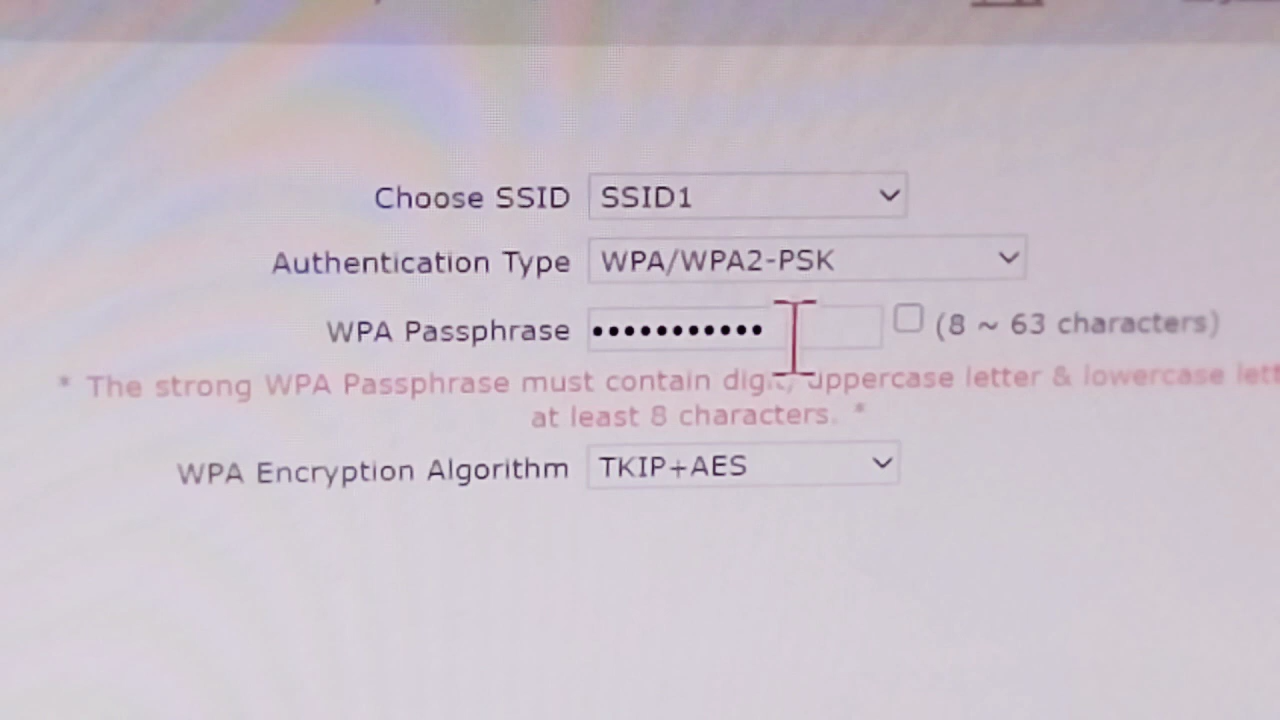 Choose SSID SSID1
Authentication Type WPA/WPA2-PSK
WPA Passphrase ••••••••••• (8 ~ 63 characters)
* The strong WPA Passphrase must contain uppercase letter & lowercase
at least 8 characters. *
WPA Encryption Algorithm TKIP+AES